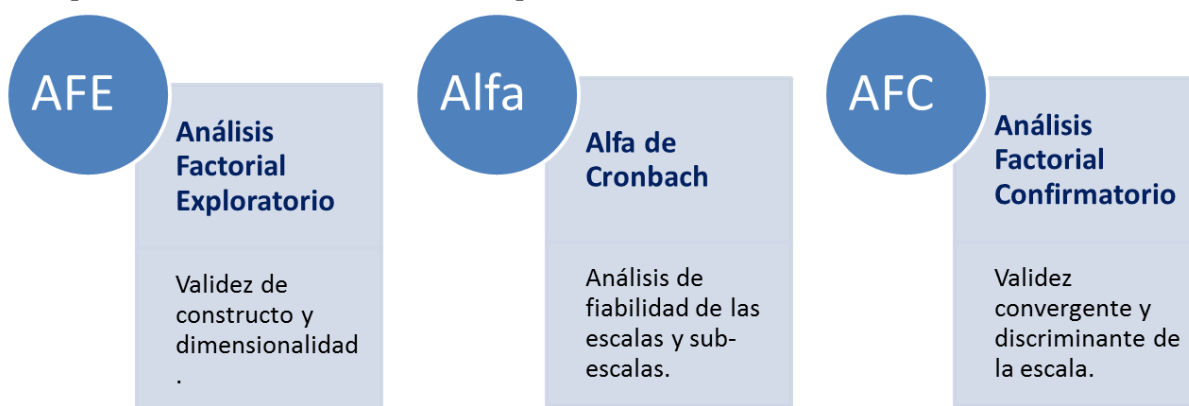 AFE
Análisis
Factorial
Exploratorio
Validez de
constructo y
dimensionalidad
.
Alfa
Alfa de
Cronbach
Análisis de
fiabilidad de las
escalas y sub-
escalas.
AFC
Análisis
Factorial
Confirmatorio
Validez
convergente y
discriminante de
la escala.